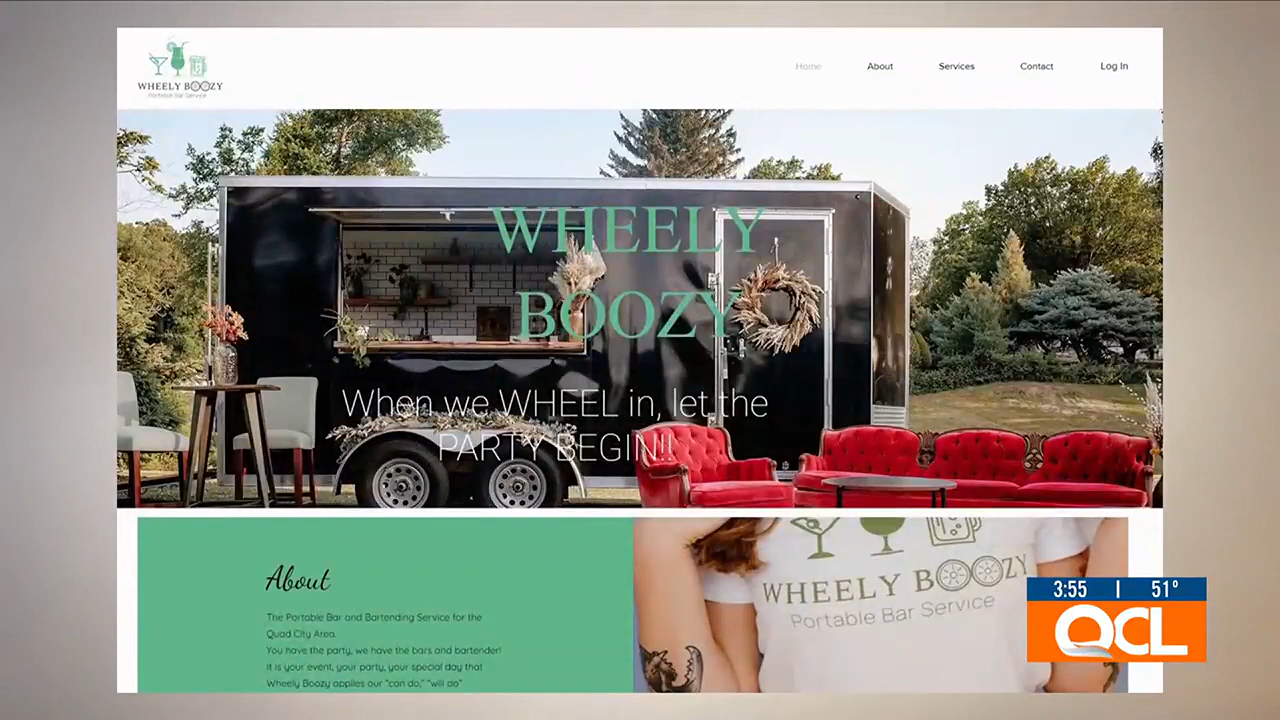 WHEELY BOOZY
Portable Bar Service
Home
About
Services
Contact
Log In
WHEELY
BOOZY
When we WHEEL in, let the
PARTY BEGIN!!
About
The Portable Bar and Bartending Service for the
Quad City Area.
You have the party, we have the bars and bartender!
It is your event, your party, your special day that
Wheely Boozy applies our "can do," "will do"
WHEELY BOOZY
Portable Bar Service
3:55 | 51°
QCL